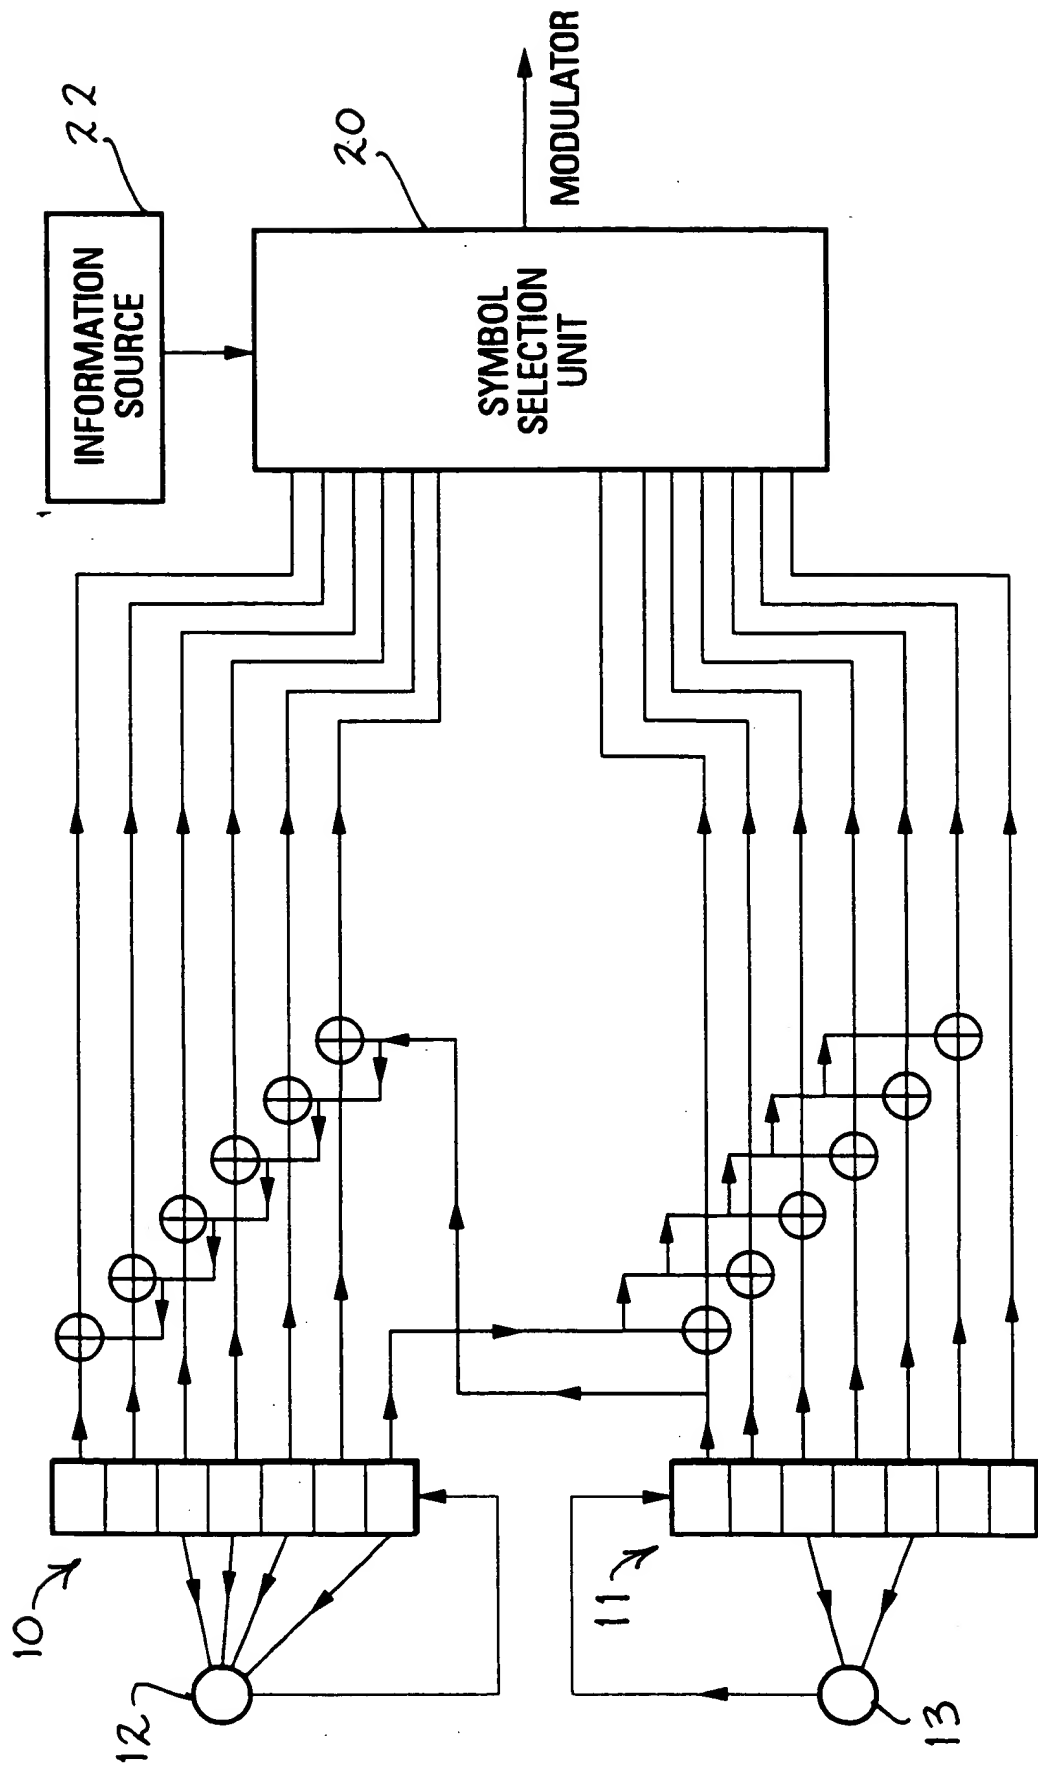 INFORMATION
SOURCE
22
SYMBOL
SELECTION
UNIT
20
MODULATOR
10
12
11
13